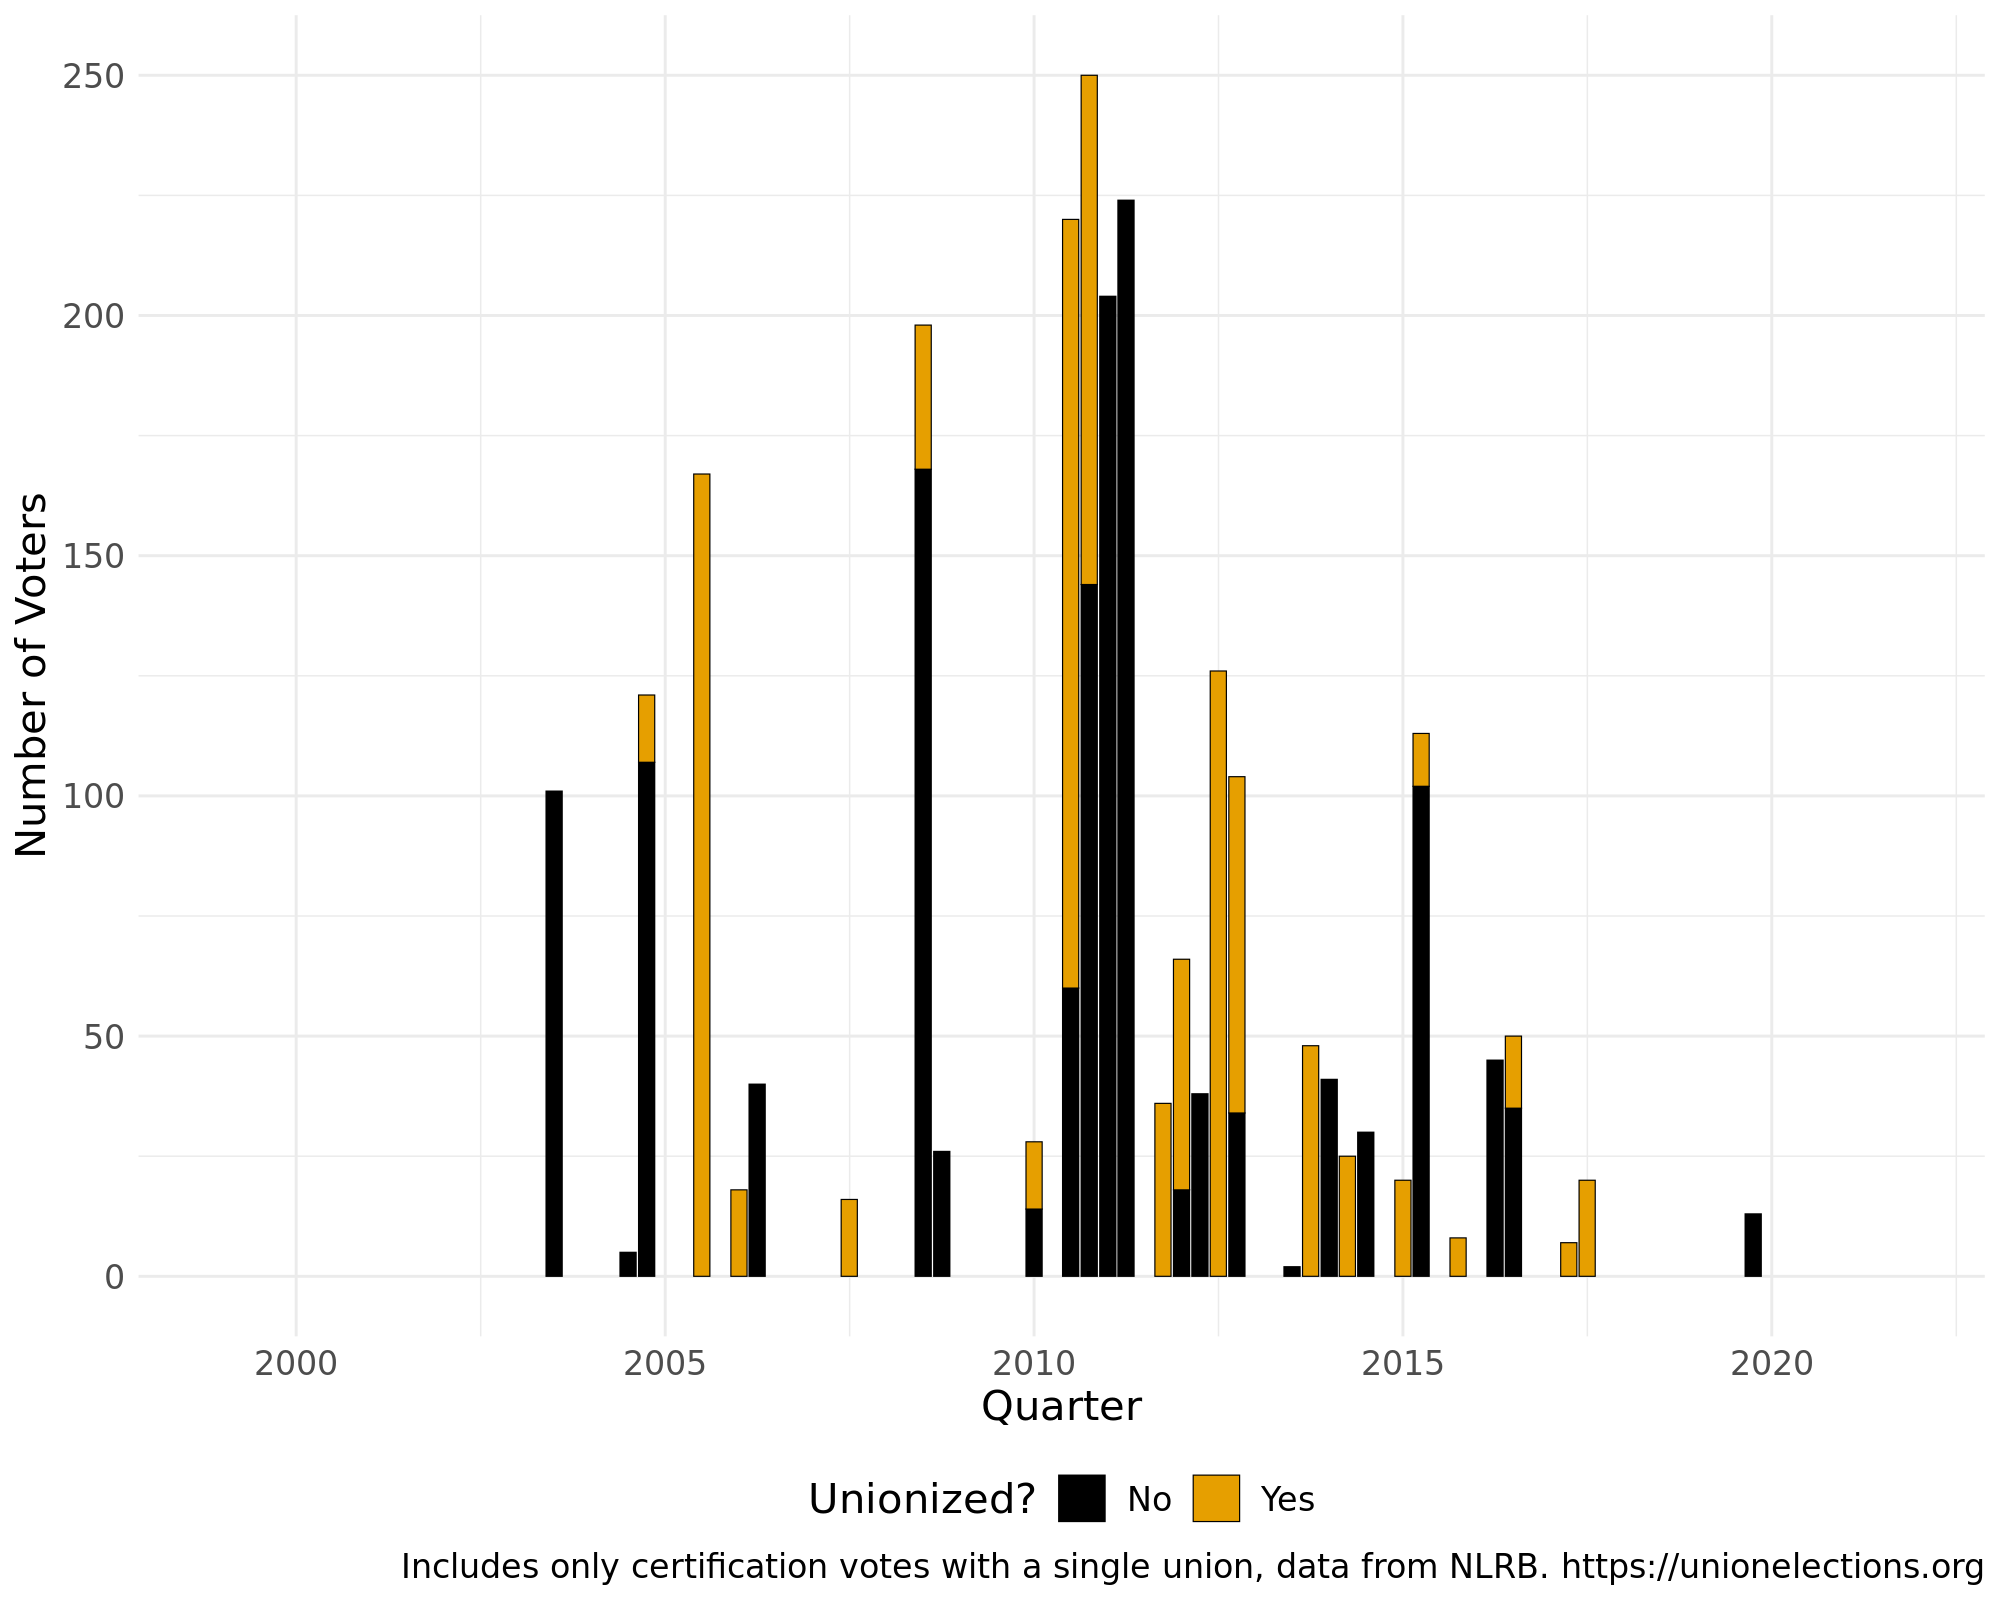 250
200
150
100
50
0
Number of Voters
2000 2005 2010 2015 2020
Quarter
Unionized? No Yes
Includes only certification votes with a single union, data from NLRB. https://unionelections.org